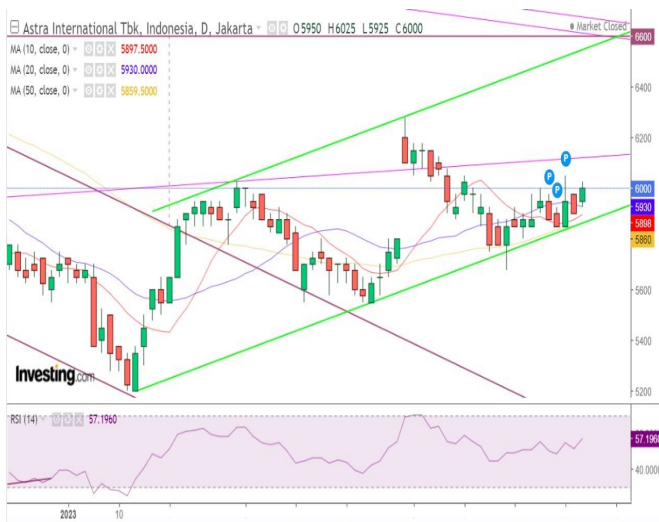 Astra International Tbk, Indonesia, D, Jakarta O5950 H6025 L5925 C6000
Market Closed
MA (10, close, 0) 5897.5000
MA (20, close, 0) 5930.0000
MA (50, close, 0) 5859.5000
6600
6400
6200
P
P
P
6000
5930
5898
5860
5600
5400
5200
Investing.com
RSI (14) 57.1960
57.1960
40.0000
2023 10